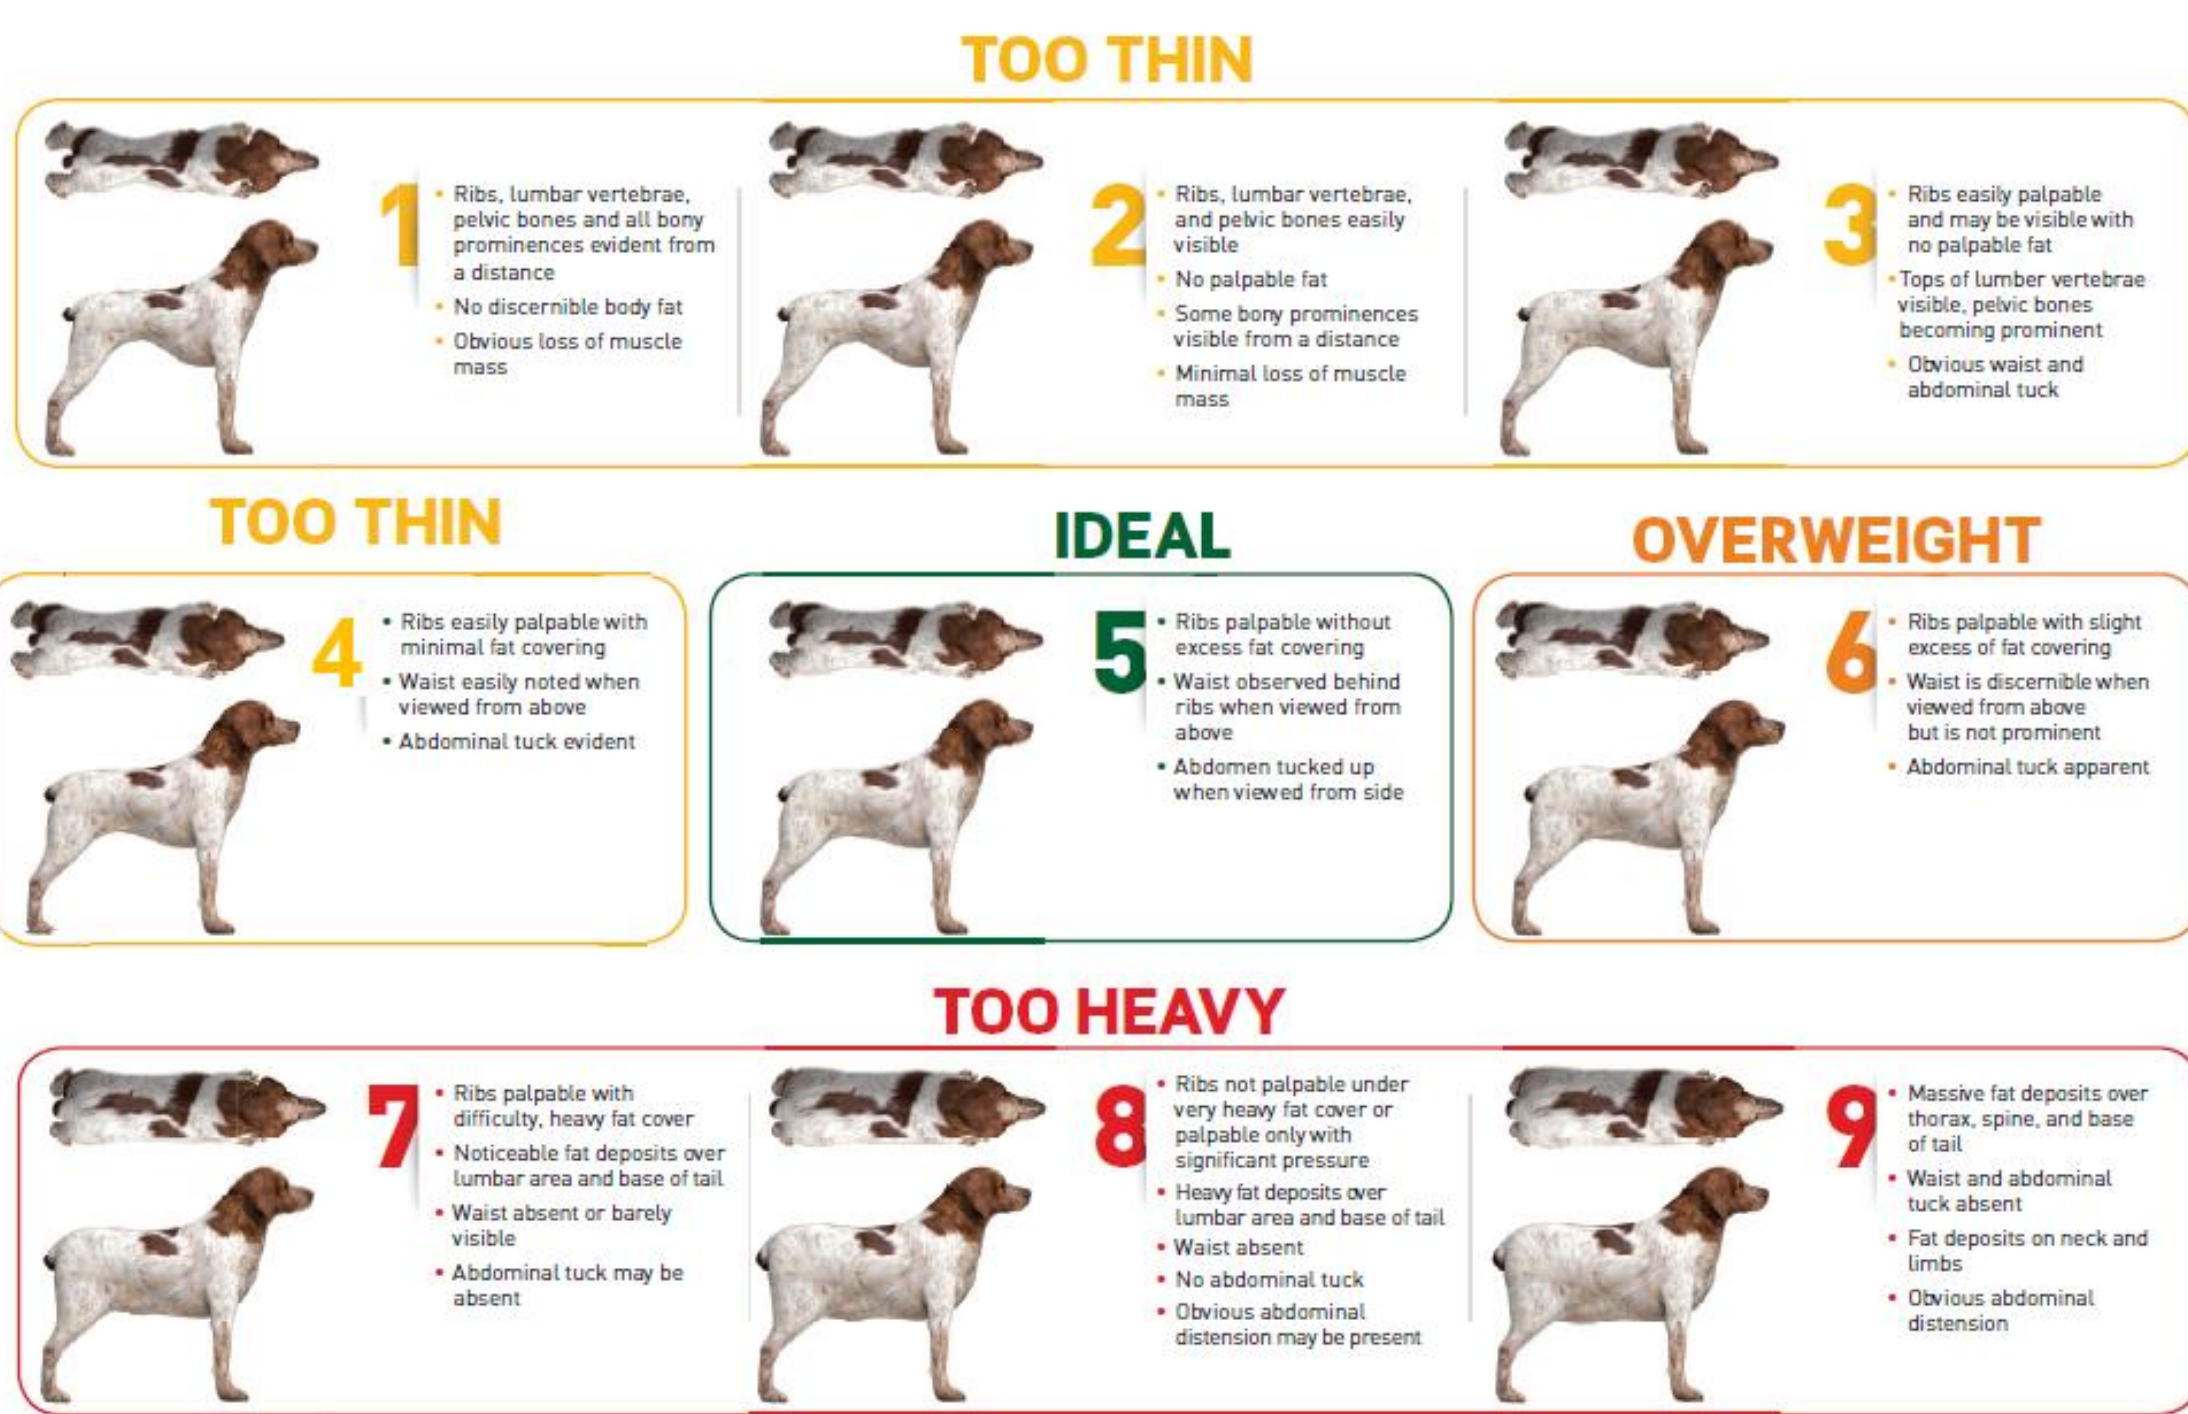 TOO THIN
1
• Ribs, lumbar vertebrae,
pelvic bones and all bony
prominences evident from
a distance
• No discernible body fat
• Obvious loss of muscle
mass
2
• Ribs, lumbar vertebrae,
and pelvic bones easily
visible
• No palpable fat
• Some bony prominences
visible from a distance
• Minimal loss of muscle
mass
3
• Ribs easily palpable
and may be visible with
no palpable fat
• Tops of lumber vertebrae
visible, pelvic bones
becoming prominent
• Obvious waist and
abdominal tuck
TOO THIN
4
• Ribs easily palpable with
minimal fat covering
• Waist easily noted when
viewed from above
• Abdominal tuck evident
IDEAL
5
• Ribs palpable without
excess fat covering
• Waist observed behind
ribs when viewed from
above
• Abdomen tucked up
when viewed from side
OVERWEIGHT
6
• Ribs palpable with slight
excess of fat covering
• Waist is discernible when
viewed from above
but is not prominent
• Abdominal tuck apparent
TOO HEAVY
7
• Ribs palpable with
difficulty, heavy fat cover
• Noticeable fat deposits over
lumbar area and base of tail
• Waist absent or barely
visible
• Abdominal tuck may be
absent
8
• Ribs not palpable under
very heavy fat cover or
palpable only with
significant pressure
• Heavy fat deposits over
lumbar area and base of tail
• Waist absent
• No abdominal tuck
• Obvious abdominal
distension may be present
9
• Massive fat deposits over
thorax, spine, and base
of tail
• Waist and abdominal
tuck absent
• Fat deposits on neck and
limbs
• Obvious abdominal
distension